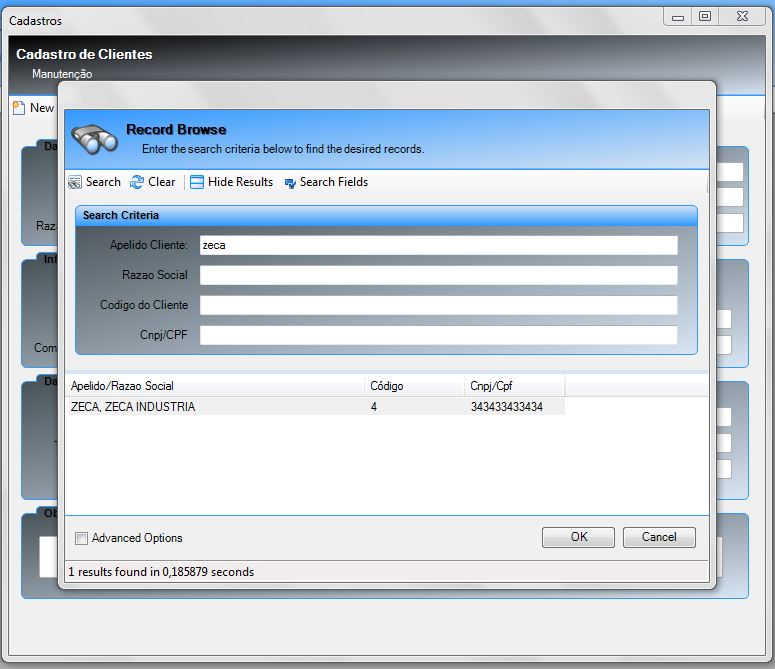 Cadastros
Cadastro de Clientes
Manutenção
New
Record Browse
Enter the search criteria below to find the desired records.
Search Clear Hide Results Search Fields
Search Criteria
Apelido Cliente: zeca
Razao Social
Codigo do Cliente
Cnpj/CPF
Da
Raza
Inf
Com
Da
Ob
Apelido/Razao Social Código Cnpj/Cpf
ZECA, ZECA INDUSTRIA 4 343433433434
Advanced Options OK Cancel
1 results found in 0,185879 seconds